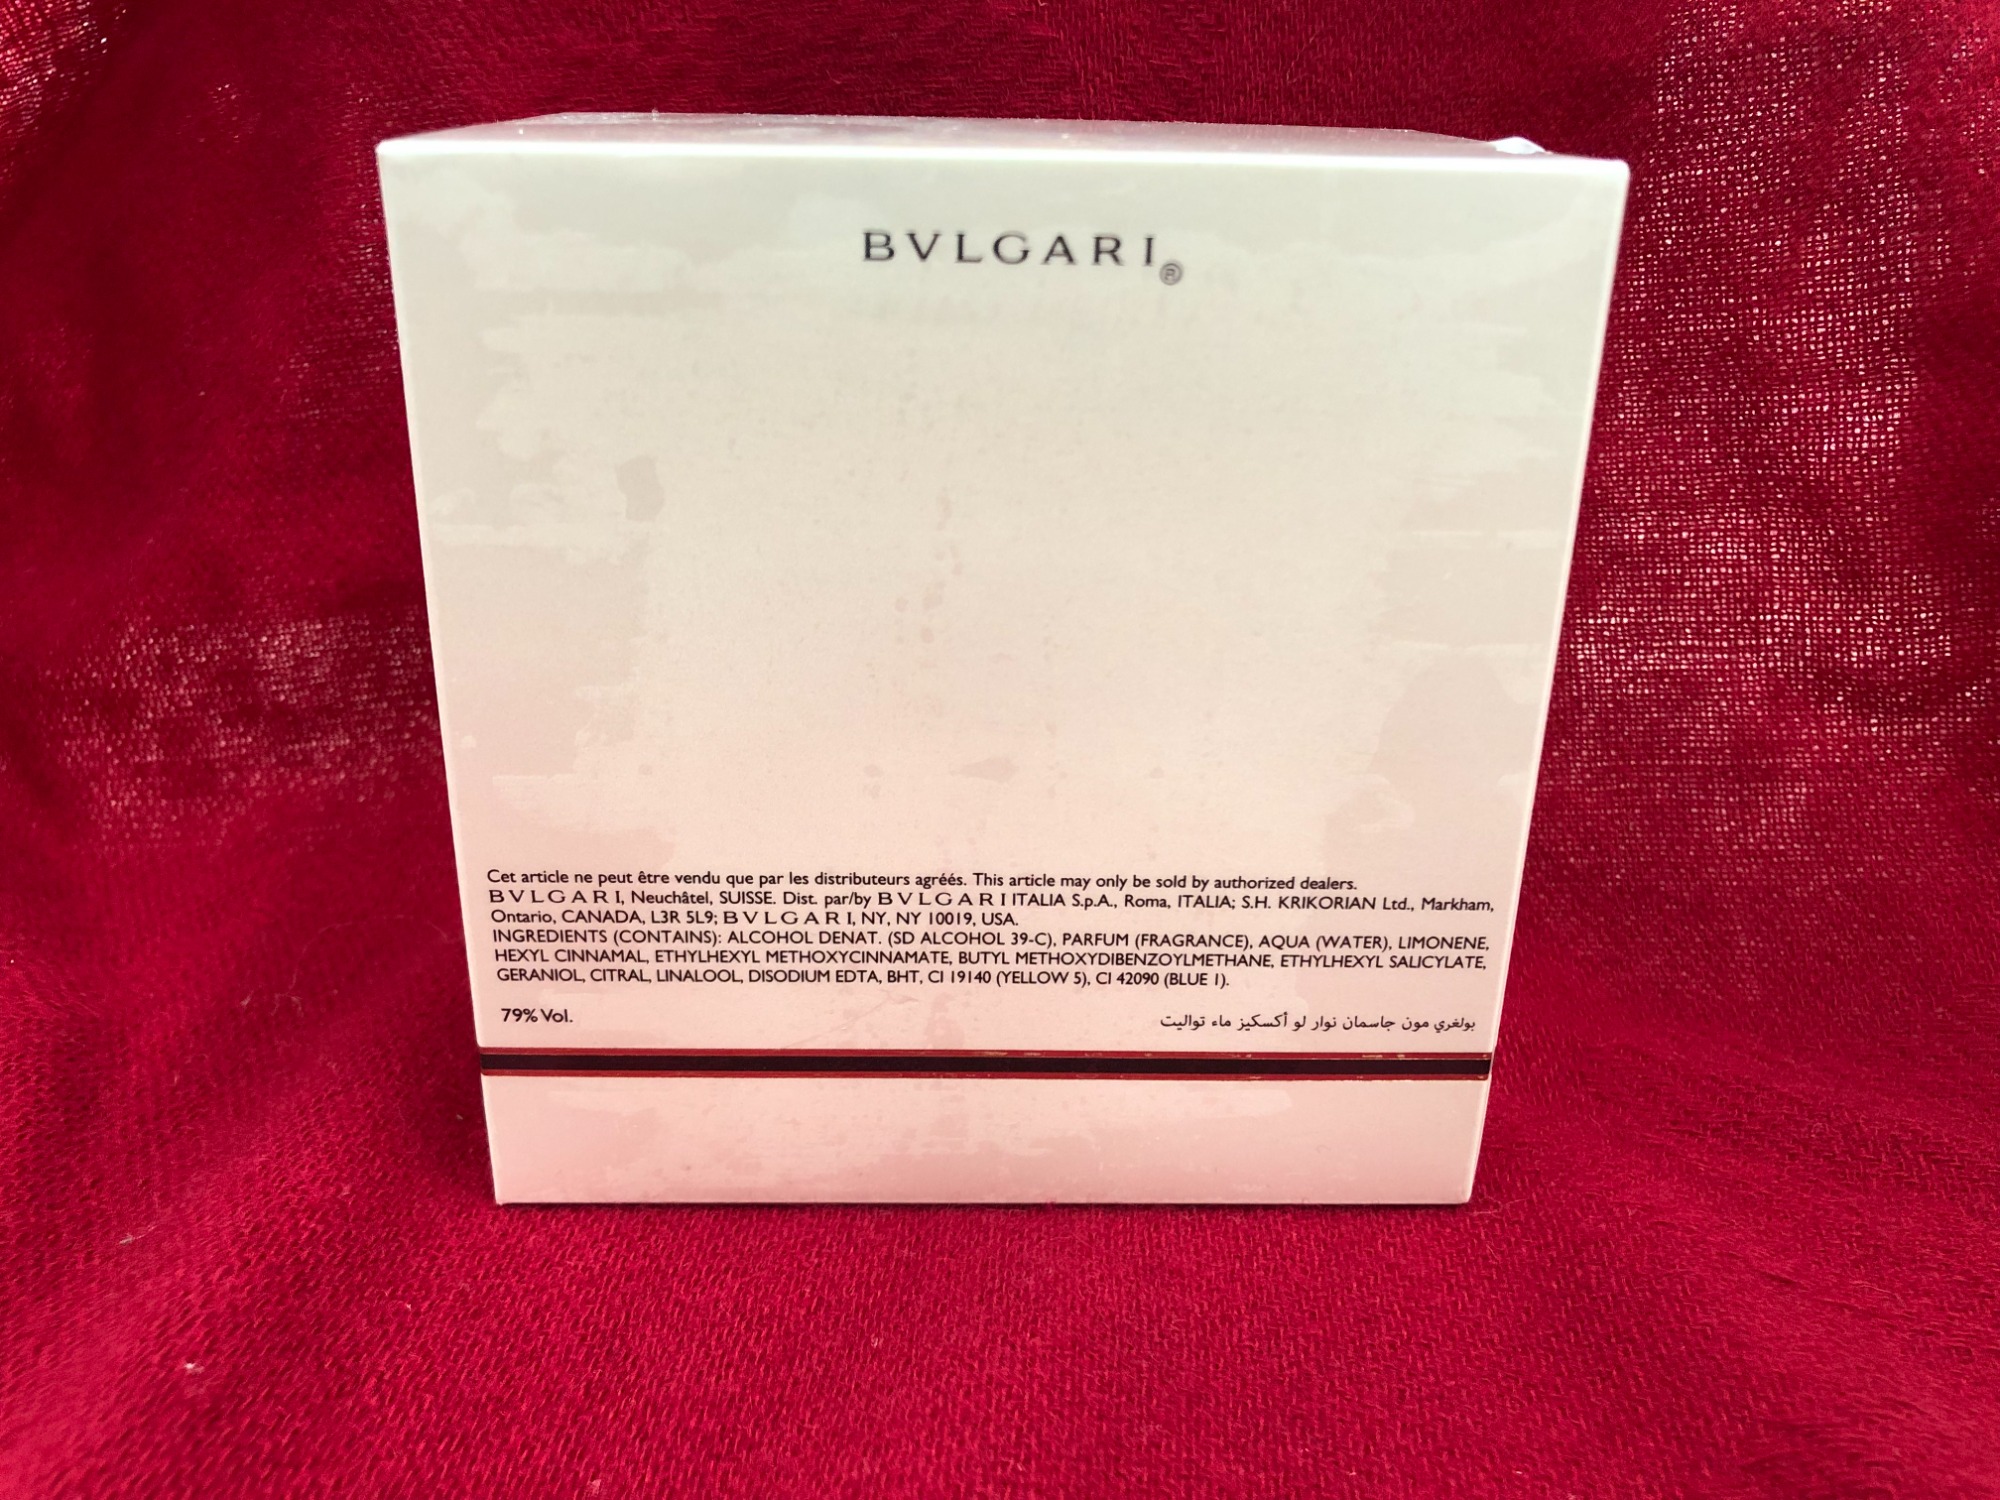 BVLGARI®
Cet article ne peut être vendu que par les distributeurs agréés. This article may only be sold by authorized dealers.
BVLGARI, Neuchâtel, SUISSE. Dist. par/by BVLGARI ITALIA S.p.A., Roma, ITALIA; S.H. KRIKORIAN Ltd., Markham,
Ontario, CANADA, L3R 5L9; BVLGARI, NY, NY 10019, USA.
INGREDIENTS (CONTAINS): ALCOHOL DENAT. (SD ALCOHOL 39-C), PARFUM (FRAGRANCE), AQUA (WATER), LIMONENE,
HEXYL CINNAMAL, ETHYLHEXYL METHOXYCINNAMATE, BUTYL METHOXYDIBENZOYLMETHANE, ETHYLHEXYL SALICYLATE,
GERANIOL, CITRAL, LINALOOL, DISODIUM EDTA, BHT, CI 19140 (YELLOW 5), CI 42090 (BLUE 1).
79% Vol.
بولغري مون جاسمان نوار لو أكسكيز ماء تواليت